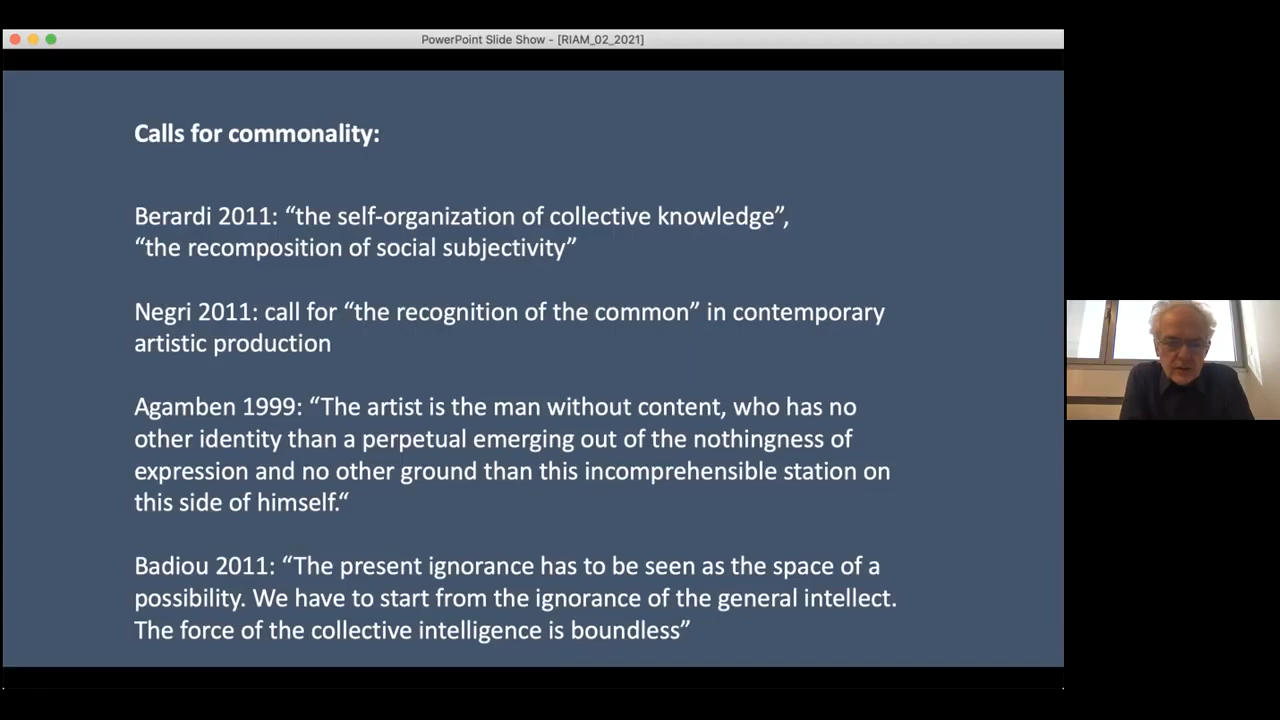 PowerPoint Slide Show - [RIAM_02_2021]
Calls for commonality:
Berardi 2011: “the self-organization of collective knowledge”,
“the recomposition of social subjectivity”
Negri 2011: call for “the recognition of the common” in contemporary
artistic production
Agamben 1999: “The artist is the man without content, who has no
other identity than a perpetual emerging out of the nothingness of
expression and no other ground than this incomprehensible station on
this side of himself.“
Badiou 2011: “The present ignorance has to be seen as the space of a
possibility. We have to start from the ignorance of the general intellect.
The force of the collective intelligence is boundless”